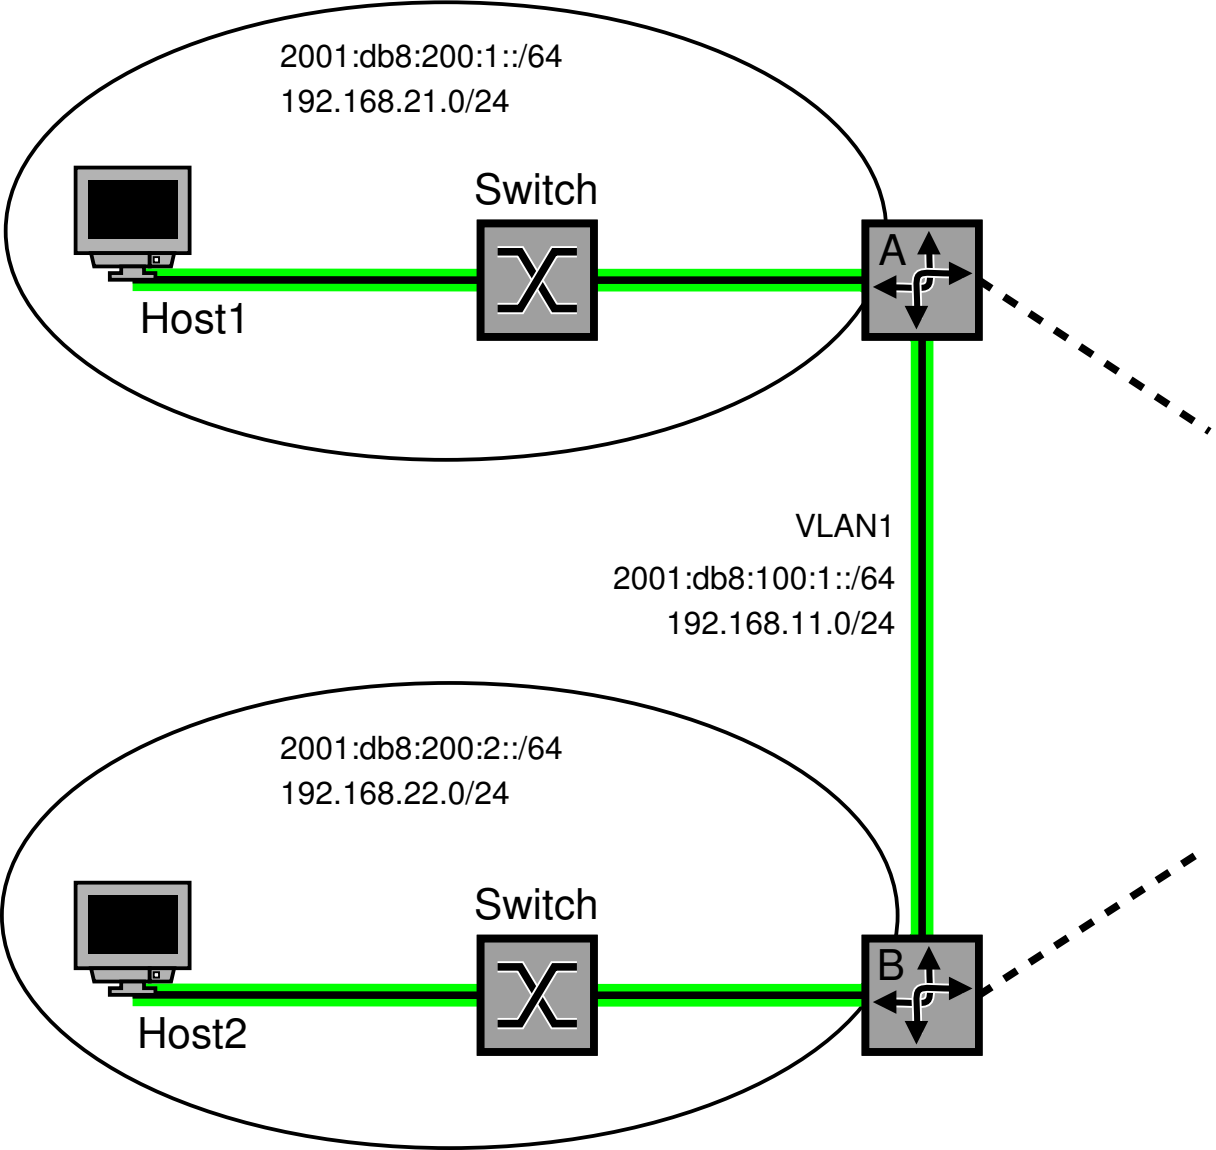 2001:db8:200:1::/64
192.168.21.0/24
Switch
A
Host1
VLAN1
2001:db8:100:1::/64
192.168.11.0/24
2001:db8:200:2::/64
192.168.22.0/24
Switch
B
Host2